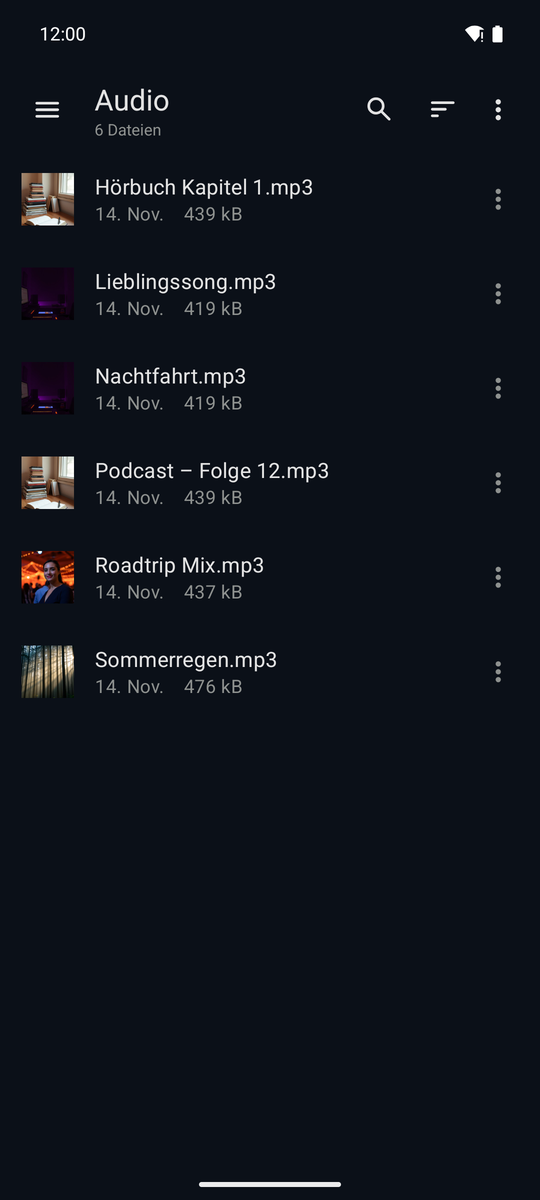 12:00
Audio
6 Dateien
Hörbuch Kapitel 1.mp3
14. Nov. 439 kB
Lieblingssong.mp3
14. Nov. 419 kB
Nachtfahrt.mp3
14. Nov. 419 kB
Podcast – Folge 12.mp3
14. Nov. 439 kB
Roadtrip Mix.mp3
14. Nov. 437 kB
Sommerregen.mp3
14. Nov. 476 kB